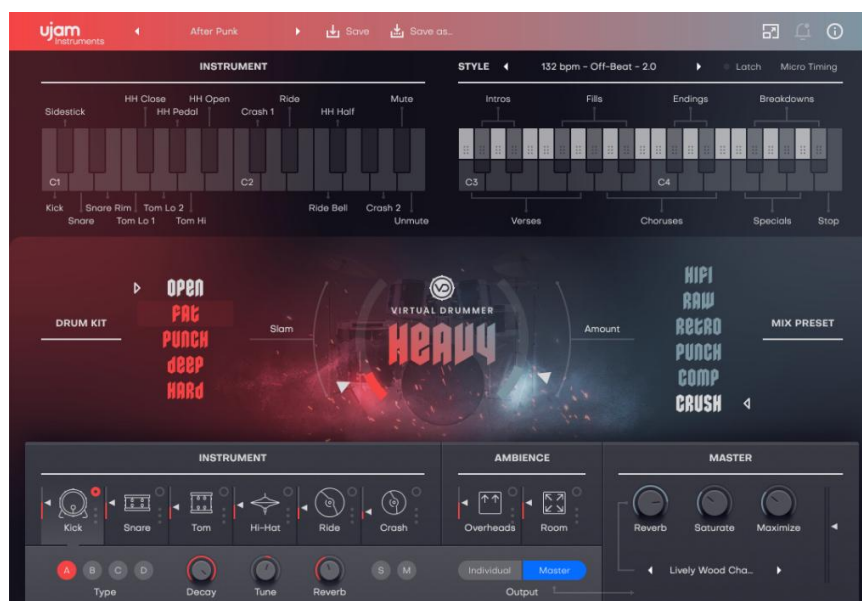 ujam
Instruments
After Punk
Save
Save as...
INSTRUMENT
STYLE
132 bpm - Off-Beat - 2.0
Latch
Micro Timing
Sidestick
HH Close
HH Pedal
HH Open
Crash 1
Ride
HH Half
Mute
Intros
Fills
Endings
Breakdowns
C1
C2
C3
C4
Kick
Snare
Snare Rim
Tom Lo 1
Tom Lo 2
Tom Hi
Ride Bell
Crash 2
Unmute
Verses
Choruses
Specials
Stop
DRUM KIT
OPEN
FAT
PUNCH
DEEP
HARD
Slam
VD
VIRTUAL DRUMMER
HEAVY
Amount
HIFI
RAW
RETRO
PUNCH
COMP
CRUSH
MIX PRESET
INSTRUMENT
AMBIENCE
MASTER
Kick
Snare
Tom
Hi-Hat
Ride
Crash
Overheads
Room
Reverb
Saturate
Maximize
A B C D
Type
Decay
Tune
Reverb
S M
Individual
Master
Output
Lively Wood Cha...